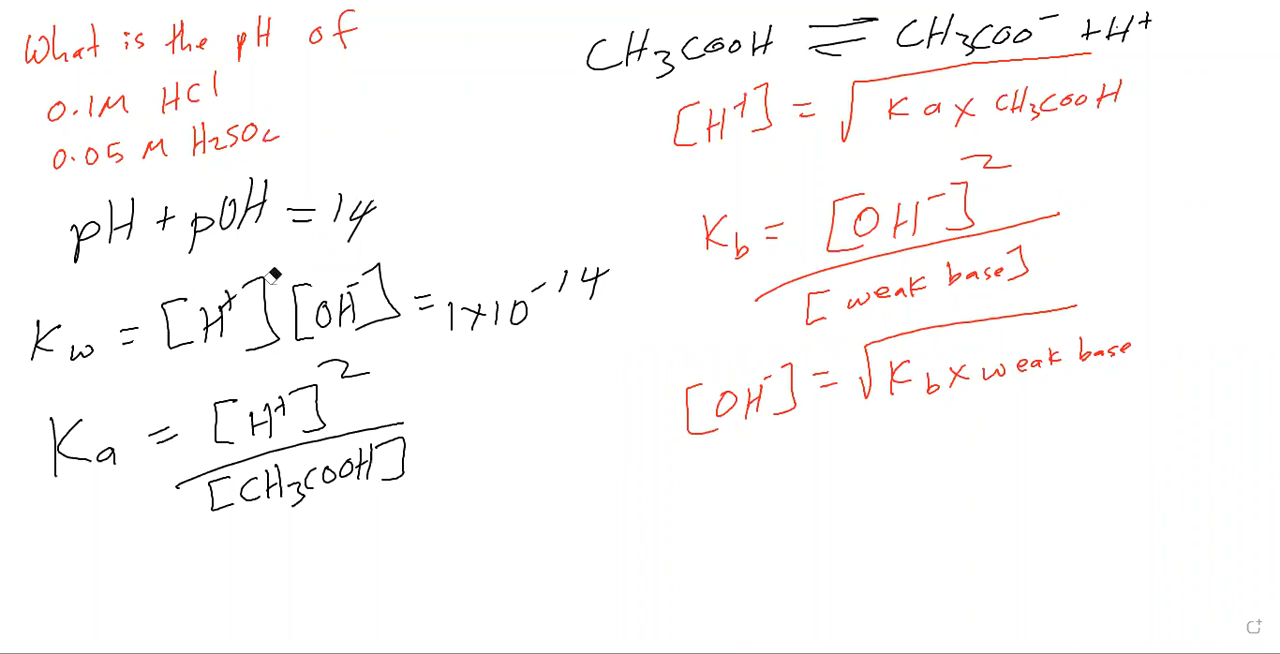 What is the pH of
0.1M HCl
0.05 M H2SO4
pH + pOH = 14
Kw = [H+] [OH-] = 1×10-14
Ka = [H+]2
[CH3COOH]
CH3COOH ⇌ CH3COO- + H+
[H+] = √Ka × CH3COOH
Kb = [OH-]2
[weak base]
[OH-] = √Kb × weak base